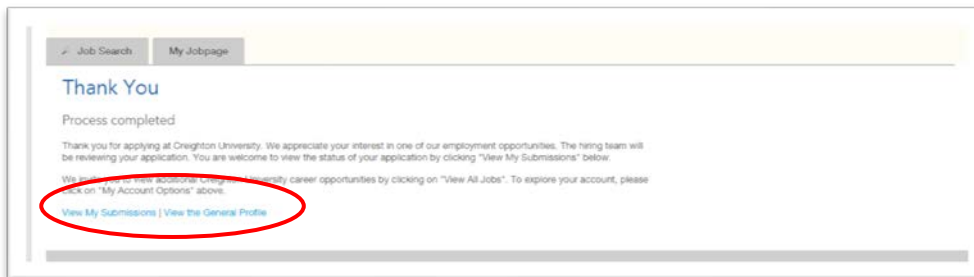 Job Search My Jobpage
Thank You
Process completed
Thank you for applying at Creighton University. We appreciate your interest in one of our employment opportunities. The hiring team will
be reviewing your application. You are welcome to view the status of your application by clicking "View My Submissions" below.
We invite you to view additional Creighton University career opportunities by clicking on "View All Jobs". To explore your account, please
click on "My Account Options" above.
View My Submissions | View the General Profile